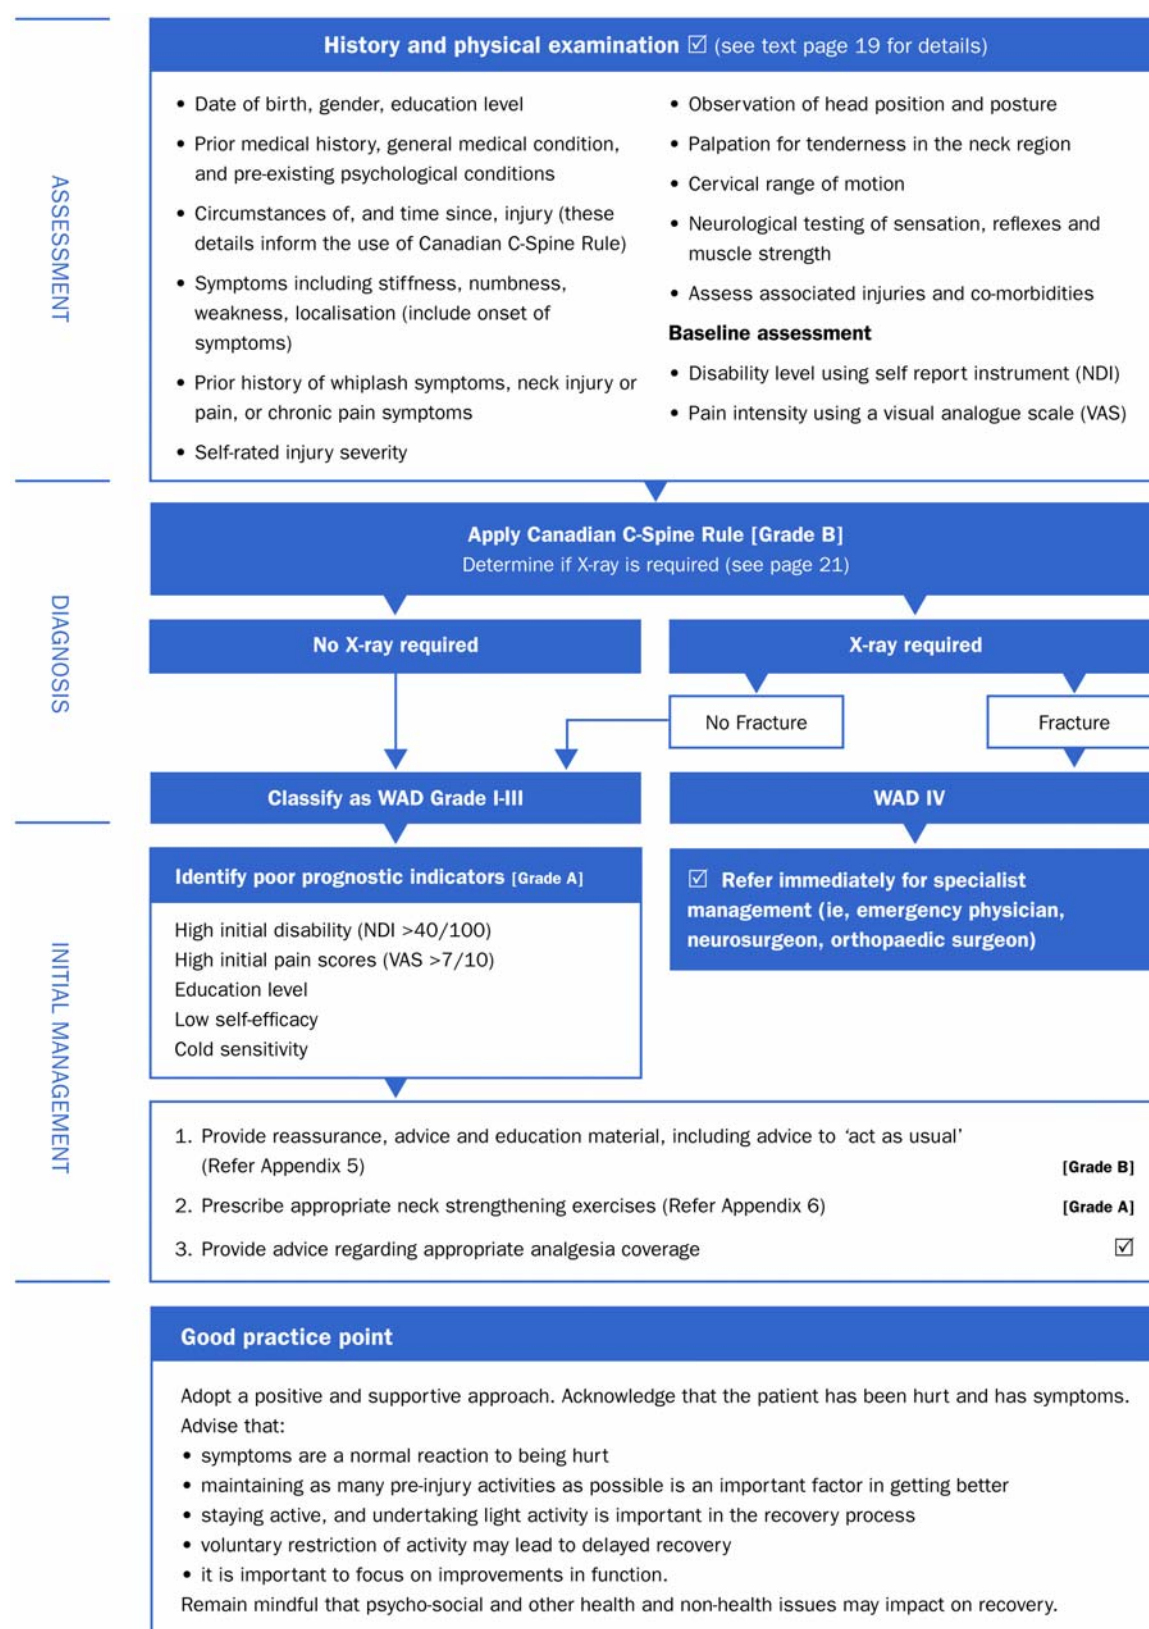 History and physical examination ☑ (see text page 19 for details)
ASSESSMENT
• Date of birth, gender, education level
• Prior medical history, general medical condition,
and pre-existing psychological conditions
• Circumstances of, and time since, injury (these
details inform the use of Canadian C-Spine Rule)
• Symptoms including stiffness, numbness,
weakness, localisation (include onset of
symptoms)
• Prior history of whiplash symptoms, neck injury or
pain, or chronic pain symptoms
• Self-rated injury severity
• Observation of head position and posture
• Palpation for tenderness in the neck region
• Cervical range of motion
• Neurological testing of sensation, reflexes and
muscle strength
• Assess associated injuries and co-morbidities
Baseline assessment
• Disability level using self report instrument (NDI)
• Pain intensity using a visual analogue scale (VAS)
DIAGNOSIS
Apply Canadian C-Spine Rule [Grade B]
Determine if X-ray is required (see page 21)
No X-ray required
X-ray required
No Fracture
Fracture
Classify as WAD Grade I-III
WAD IV
INITIAL MANAGEMENT
Identify poor prognostic indicators [Grade A]
High initial disability (NDI >40/100)
High initial pain scores (VAS >7/10)
Education level
Low self-efficacy
Cold sensitivity
☑ Refer immediately for specialist
management (ie, emergency physician,
neurosurgeon, orthopaedic surgeon)
1. Provide reassurance, advice and education material, including advice to ‘act as usual’
(Refer Appendix 5) [Grade B]
2. Prescribe appropriate neck strengthening exercises (Refer Appendix 6) [Grade A]
3. Provide advice regarding appropriate analgesia coverage ☑
Good practice point
Adopt a positive and supportive approach. Acknowledge that the patient has been hurt and has symptoms.
Advise that:
• symptoms are a normal reaction to being hurt
• maintaining as many pre-injury activities as possible is an important factor in getting better
• staying active, and undertaking light activity is important in the recovery process
• voluntary restriction of activity may lead to delayed recovery
• it is important to focus on improvements in function.
Remain mindful that psycho-social and other health and non-health issues may impact on recovery.